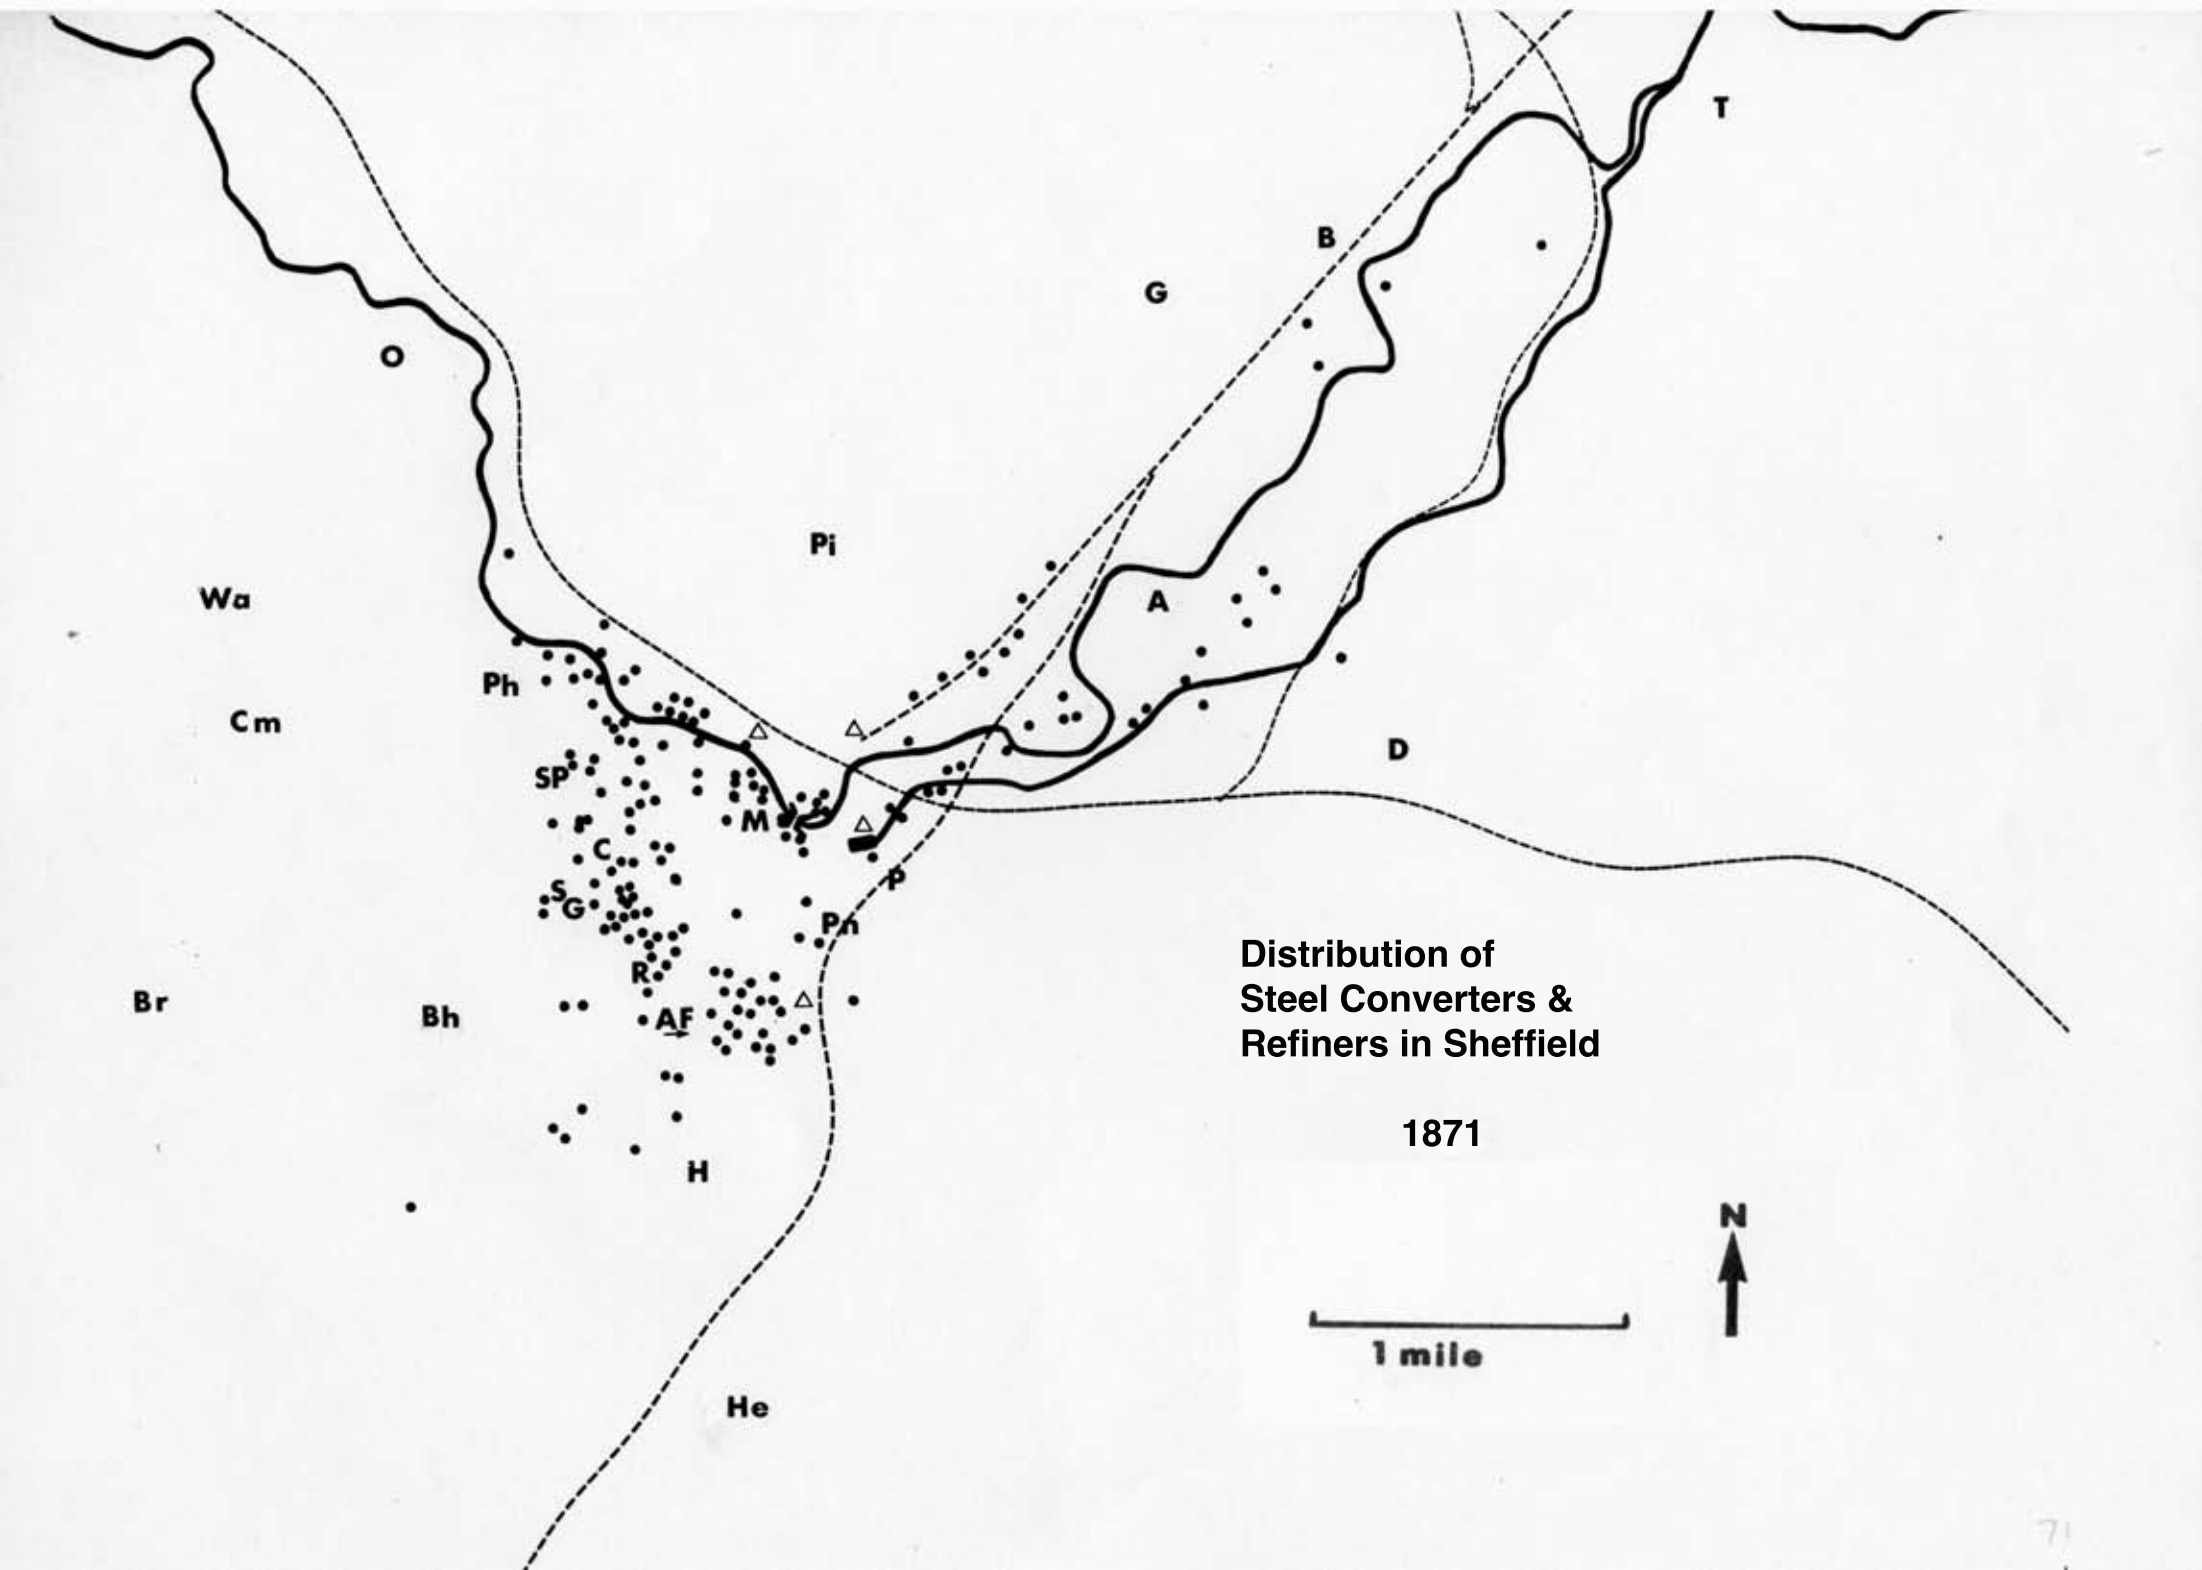 T
B
G
O
Pi
A
Wa
Ph
Cm
D
SP
M
C
P
S
G
Pn
R
AF
Br
Bh
H
He
Distribution of
Steel Converters &
Refiners in Sheffield
1871
N
1 mile
71